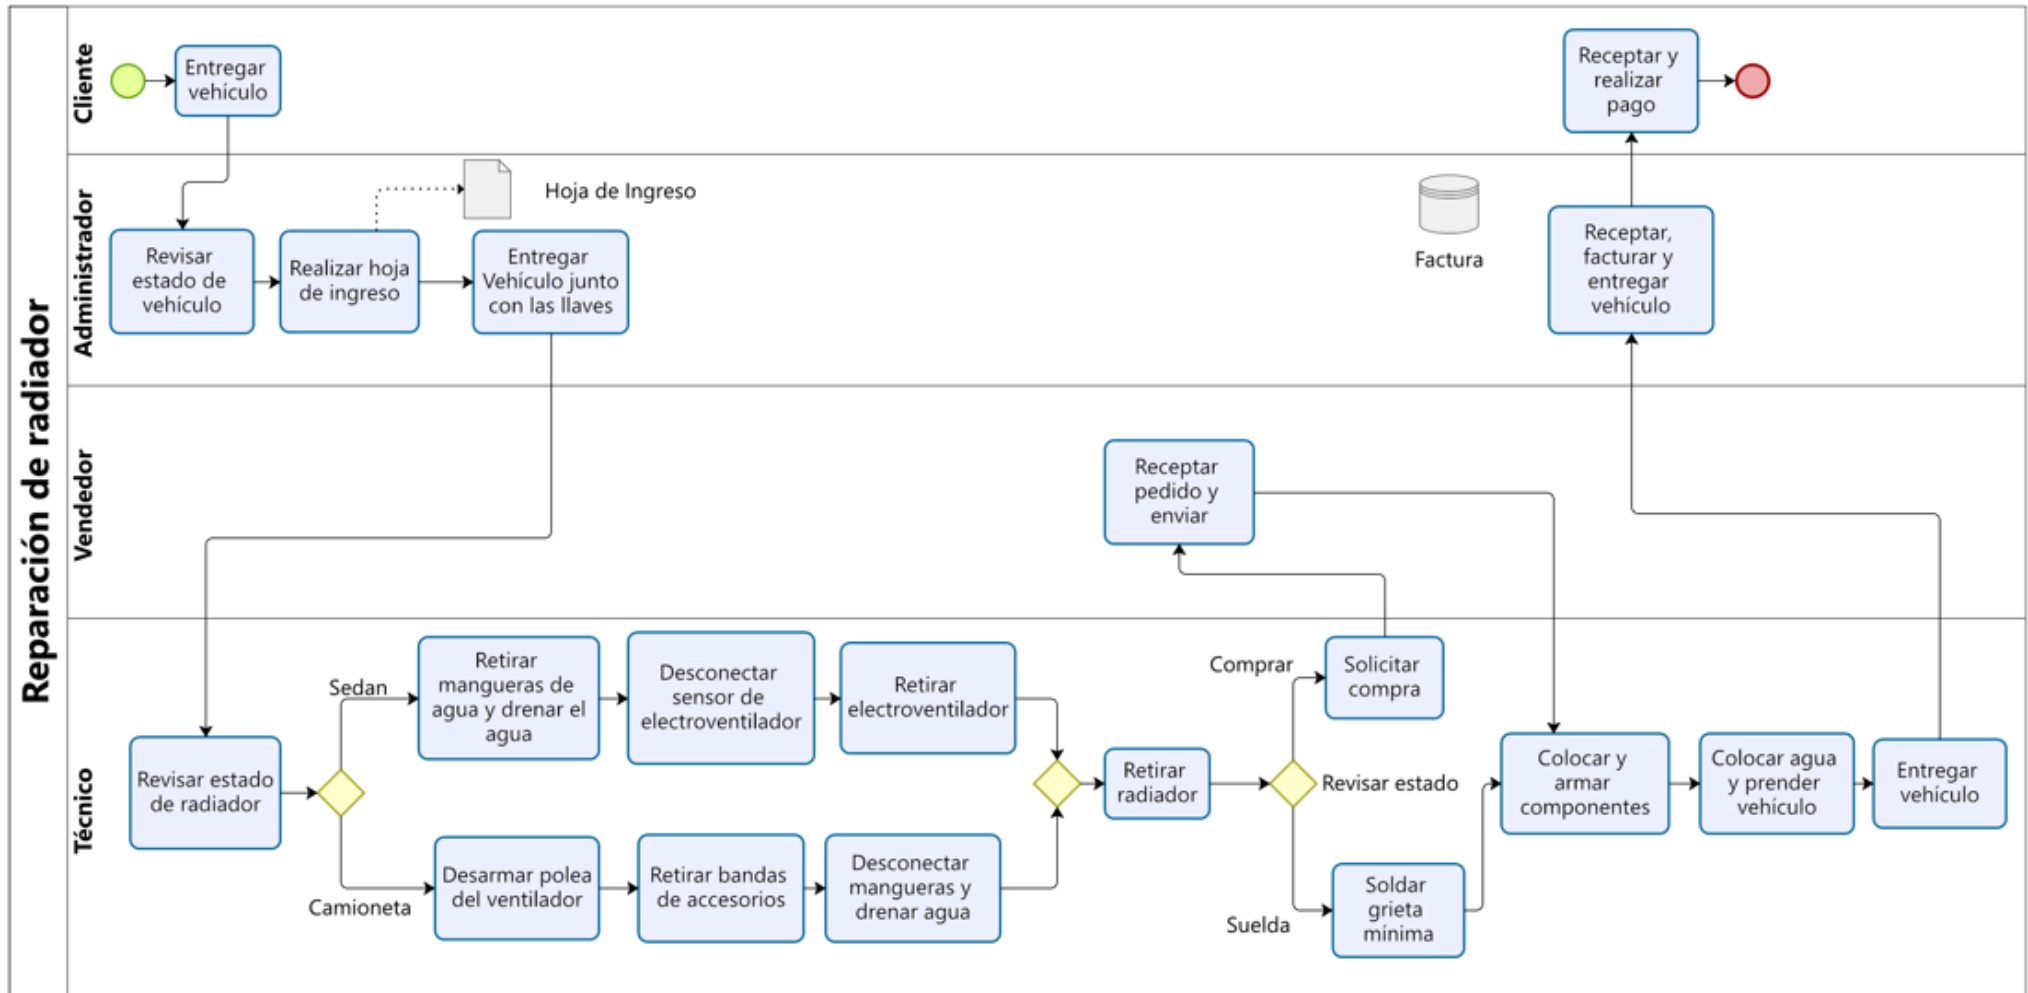 Reparación de radiador
Cliente
Entregar
vehículo
Receptar y
realizar
pago
Administrador
Revisar
estado de
vehículo
Realizar hoja
de ingreso
Hoja de Ingreso
Entregar
Vehículo junto
con las llaves
Factura
Receptar,
facturar y
entregar
vehículo
Vendedor
Receptar
pedido y
enviar
Técnico
Revisar estado
de radiador
Sedan
Retirar
mangueras de
agua y drenar el
agua
Desconectar
sensor de
electroventilador
Retirar
electroventilador
Camioneta
Desarmar polea
del ventilador
Retirar bandas
de accesorios
Desconectar
mangueras y
drenar agua
Retirar
radiador
Revisar estado
Comprar
Solicitar
compra
Suelda
Soldar
grieta
mínima
Colocar y
armar
componentes
Colocar agua
y prender
vehículo
Entregar
vehículo